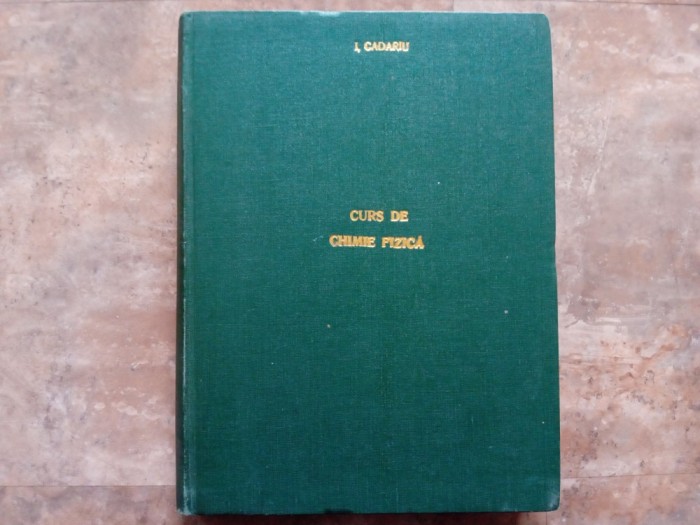 I. CADARIU
CURS DE
CHIMIE FIZICĂ